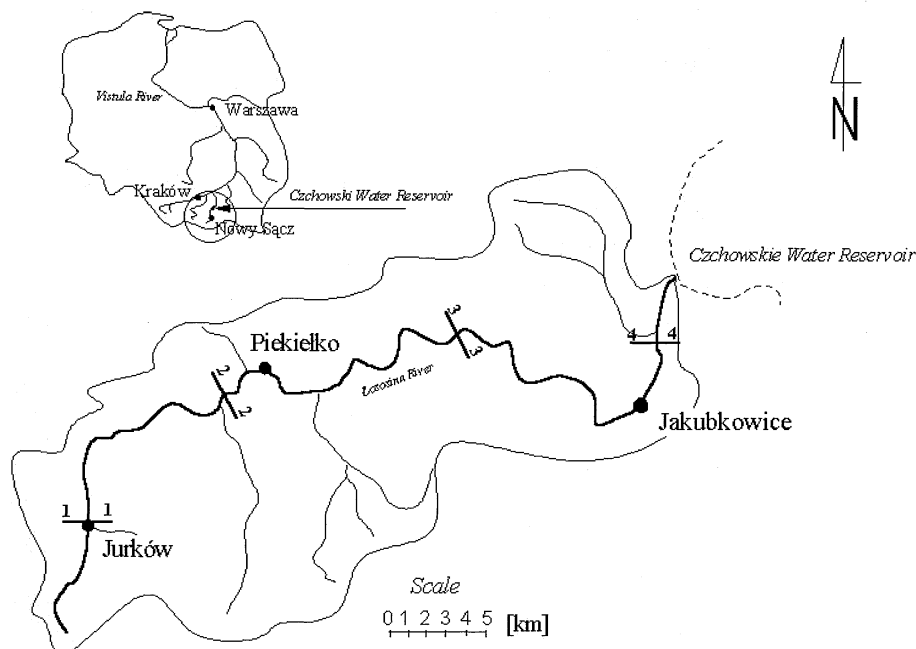 Vistula River
Warszawa
Kraków
Czchowski Water Reservoir
Nowy Sącz
N
Czchowskie Water Reservoir
3
3
4 4
Piekiełko
2
2
Łososina River
Jakubkowice
1 1
Jurków
Scale
0 1 2 3 4 5 [km]